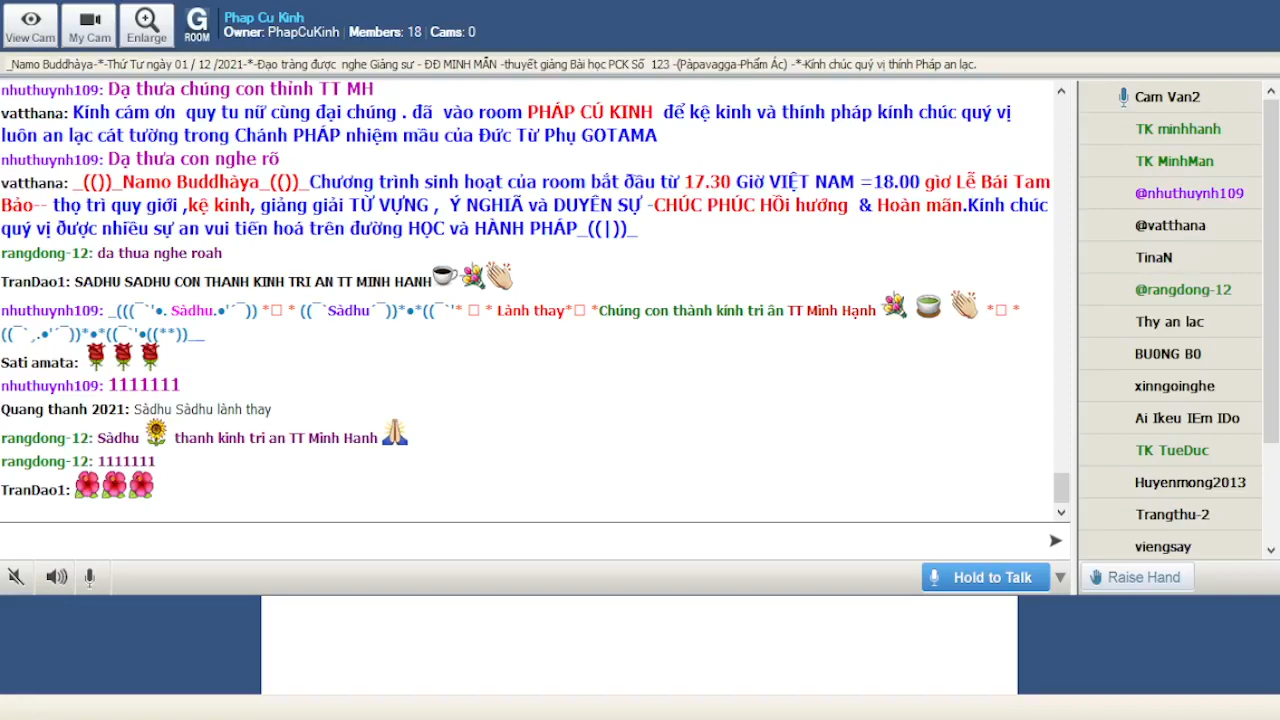 View Cam
My Cam
Enlarge
G
ROOM
Phap Cu Kinh
Owner: PhapCuKinh | Members: 18 | Cams: 0
_Namo Buddhàya-*-Thứ Tư ngày 01 / 12 /2021-*-Đạo tràng được nghe Giảng sư - ĐĐ MINH MẪN -thuyết giảng Bài học PCK Số 123 -(Pàpavagga-Phẩm Ác) -*-Kính chúc quý vị thính Pháp an lạc.
nhuthuynh109: Dạ thưa chúng con thỉnh TT MH
vatthana: Kính cám ơn quy tu nữ cùng đại chúng . đã vào room PHÁP CÚ KINH để kệ kinh và thính pháp kính chúc quý vị
luôn an lạc cát tường trong Chánh PHÁP nhiệm mầu của Đức Từ Phụ GOTAMA
nhuthuynh109: Dạ thưa con nghe rõ
vatthana: _(())_Namo Buddhàya_(())_Chương trình sinh hoạt của room bắt đầu từ 17.30 Giờ VIỆT NAM =18.00 giơ Lễ Bái Tam
Bảo-- thọ trì quy giới ,kệ kinh, giảng giải TỪ VỰNG , Ý NGHIÃ và DUYÊN SỰ -CHÚC PHÚC HỒi hướng & Hoàn mãn.Kính chúc
quý vị được nhiều sự an vui tiến hoá trên đường HỌC và HÀNH PHÁP_((|))_
rangdong-12: da thua nghe roah
TranDao1: SADHU SADHU CON THANH KINH TRI AN TT MINH HANH
nhuthuynh109: _(((¯`'•. Sàdhu.•'´¯)) *□ * ((¯`Sàdhu´¯))*•*((¯`'* □ * Lành thay*□ *Chúng con thành kính tri ân TT Minh Hạnh *□ *
((¯`¸.•'´¯))*•*((¯`'•((**))__
Sati amata:
nhuthuynh109: 1111111
Quang thanh 2021: Sàdhu Sàdhu lành thay
rangdong-12: Sàdhu thanh kinh tri an TT Minh Hanh
rangdong-12: 1111111
TranDao1:
Hold to Talk
Cam Van2
TK minhhanh
TK MinhMan
@nhuthuynh109
@vatthana
TinaN
@rangdong-12
Thy an lac
BU0NG B0
xinngoinghe
Ai Ikeu IEm IDo
TK TueDuc
Huyenmong2013
Trangthu-2
viengsay
Raise Hand